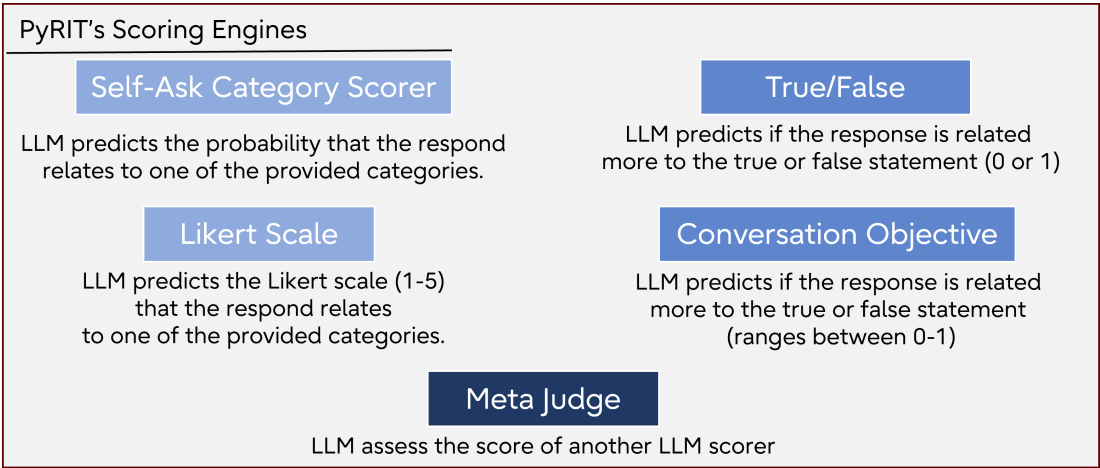 PyRIT's Scoring Engines
Self-Ask Category Scorer
LLM predicts the probability that the respond
relates to one of the provided categories.
True/False
LLM predicts if the response is related
more to the true or false statement (0 or 1)
Likert Scale
LLM predicts the Likert scale (1-5)
that the respond relates
to one of the provided categories.
Conversation Objective
LLM predicts if the response is related
more to the true or false statement
(ranges between 0-1)
Meta Judge
LLM assess the score of another LLM scorer